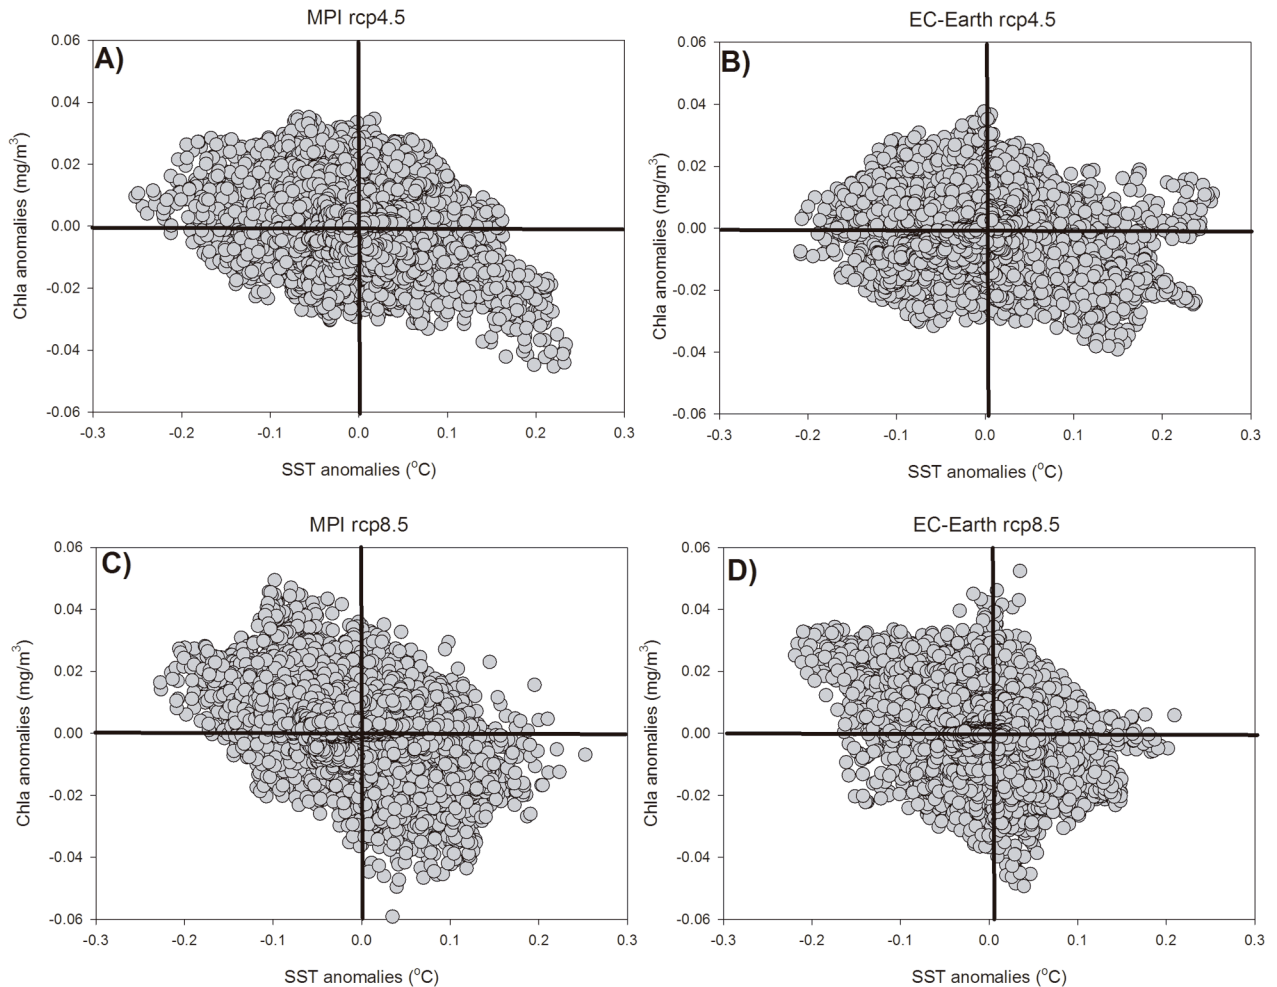 MPI rcp4.5
A)
0.06
0.04
0.02
0.00
-0.02
-0.04
-0.06
Chla anomalies (mg/m³)
-0.3 -0.2 -0.1 0.0 0.1 0.2 0.3
SST anomalies (°C)
EC-Earth rcp4.5
B)
0.06
0.04
0.02
0.00
-0.02
-0.04
-0.06
Chla anomalies (mg/m³)
-0.3 -0.2 -0.1 0.0 0.1 0.2 0.3
SST anomalies (°C)
MPI rcp8.5
C)
0.06
0.04
0.02
0.00
-0.02
-0.04
-0.06
Chla anomalies (mg/m³)
-0.3 -0.2 -0.1 0.0 0.1 0.2 0.3
SST anomalies (°C)
EC-Earth rcp8.5
D)
0.06
0.04
0.02
0.00
-0.02
-0.04
-0.06
Chla anomalies (mg/m³)
-0.3 -0.2 -0.1 0.0 0.1 0.2 0.3
SST anomalies (°C)